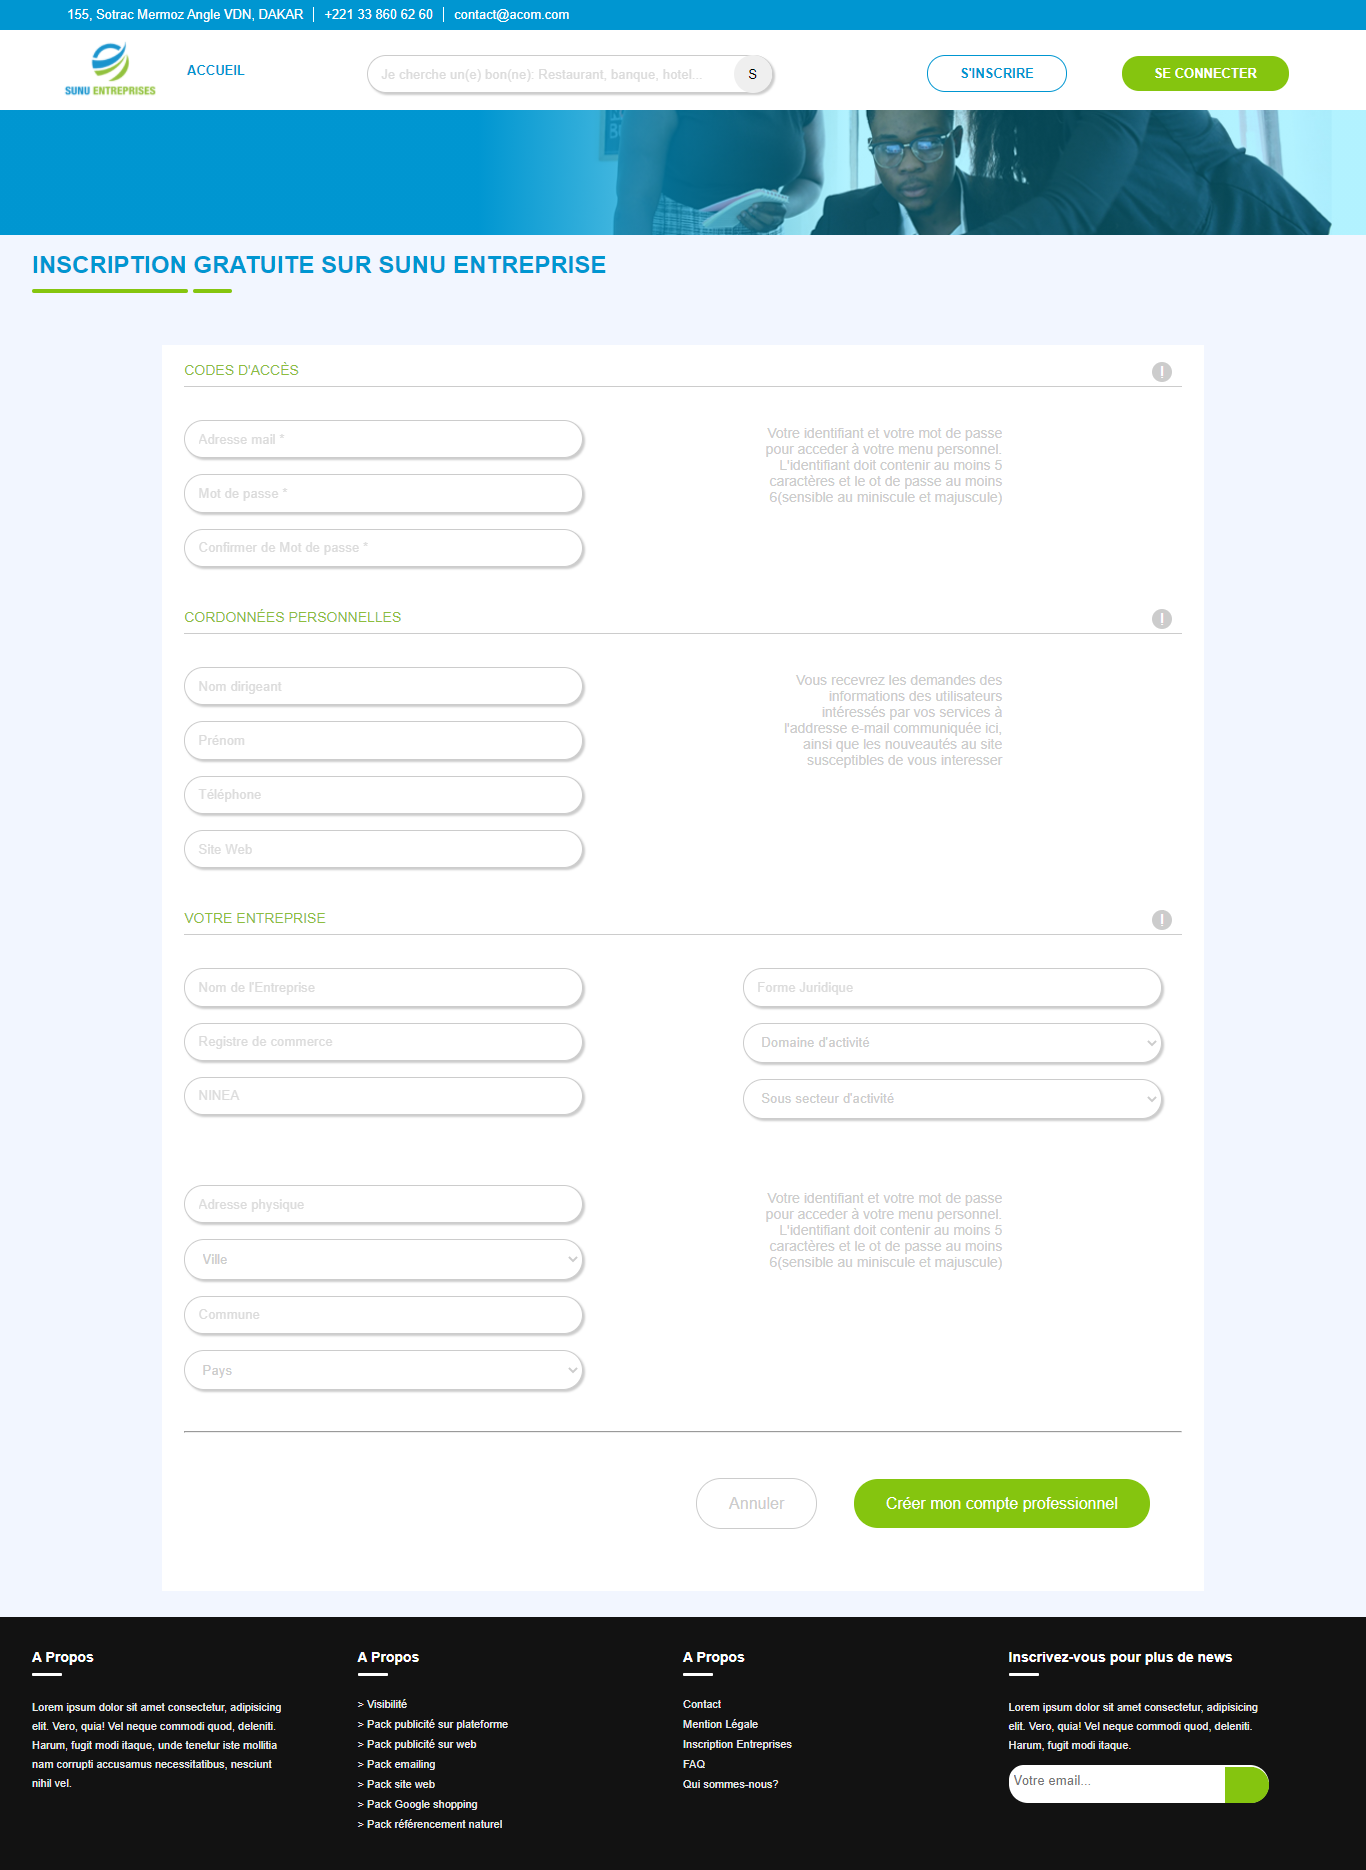 155, Sotrac Mermoz Angle VDN, DAKAR | +221 33 860 62 60 | contact@acom.com
SUNU ENTREPRISES
ACCUEIL
Je cherche un(e) bon(ne): Restaurant, banque, hotel...
S
S'INSCRIRE
SE CONNECTER
INSCRIPTION GRATUITE SUR SUNU ENTREPRISE
CODES D'ACCÈS
!
Adresse mail *
Mot de passe *
Confirmer de Mot de passe *
Votre identifiant et votre mot de passe
pour acceder à votre menu personnel.
L'identifiant doit contenir au moins 5
caractères et le ot de passe au moins
6(sensible au miniscule et majuscule)
CORDONNÉES PERSONNELLES
!
Nom dirigeant
Prénom
Téléphone
Site Web
Vous recevrez les demandes des
informations des utilisateurs
intéressés par vos services à
l'addresse e-mail communiquée ici,
ainsi que les nouveautés au site
susceptibles de vous interesser
VOTRE ENTREPRISE
!
Nom de l'Entreprise
Registre de commerce
NINEA
Forme Juridique
Domaine d'activité
Sous secteur d'activité
Adresse physique
Ville
Commune
Pays
Votre identifiant et votre mot de passe
pour acceder à votre menu personnel.
L'identifiant doit contenir au moins 5
caractères et le ot de passe au moins
6(sensible au miniscule et majuscule)
Annuler
Créer mon compte professionnel
A Propos
Lorem ipsum dolor sit amet consectetur, adipisicing
elit. Vero, quia! Vel neque commodi quod, deleniti.
Harum, fugit modi itaque, unde tenetur iste mollitia
nam corrupti accusamus necessitatibus, nesciunt
nihil vel.
A Propos
> Visibilité
> Pack publicité sur plateforme
> Pack publicité sur web
> Pack emailing
> Pack site web
> Pack Google shopping
> Pack référencement naturel
A Propos
Contact
Mention Légale
Inscription Entreprises
FAQ
Qui sommes-nous?
Inscrivez-vous pour plus de news
Lorem ipsum dolor sit amet consectetur, adipisicing
elit. Vero, quia! Vel neque commodi quod, deleniti.
Harum, fugit modi itaque.
Votre email...